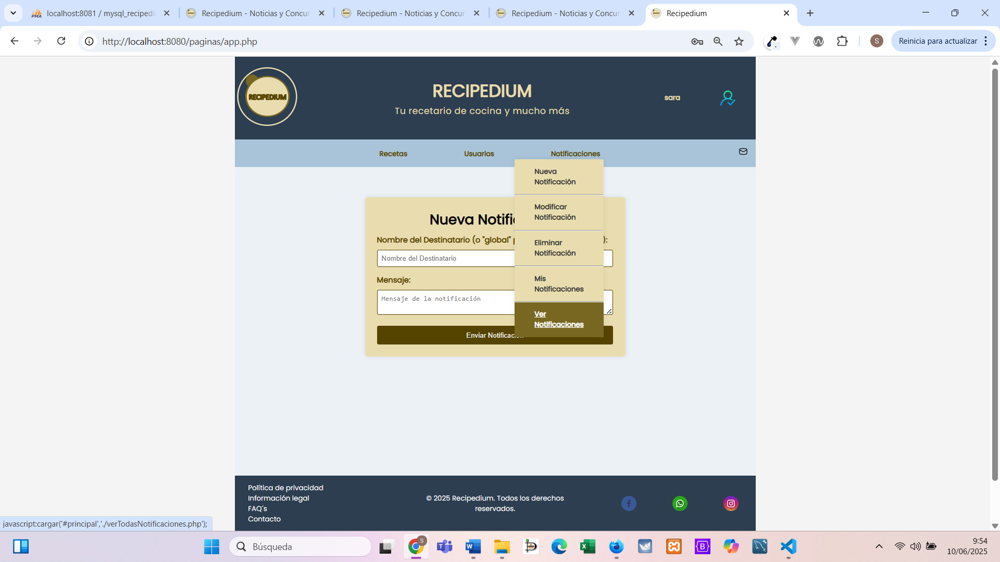 localhost:8081 / mysql_recipedi
Recipedium - Noticias y Concur
Recipedium - Noticias y Concur
Recipedium - Noticias y Concur
Recipedium
http://localhost:8080/paginas/app.php
S
Reinicia para actualizar
RECIPEDIUM
RECIPEDIUM
Tu recetario de cocina y mucho más
sara
Recetas
Usuarios
Notificaciones
Nueva
Notificación
Modificar
Notificación
Eliminar
Notificación
Mis
Notificaciones
Ver
Notificaciones
Nueva Notifi
Nombre del Destinatario (o "global" p
):
Nombre del Destinatario
Mensaje:
Mensaje de la notificación
Enviar Notificación
Política de privacidad
Información legal
FAQ´s
Contacto
© 2025 Recipedium. Todos los derechos
reservados.
javascript:cargar('#principal','./verTodasNotificaciones.php');
Búsqueda
9:54
10/06/2025